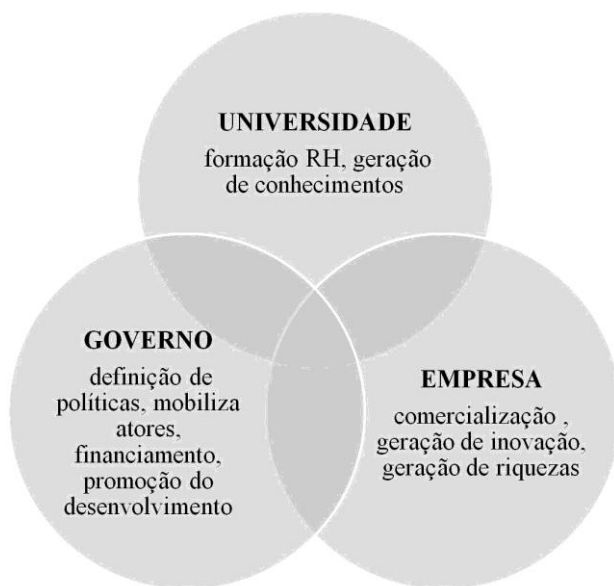 UNIVERSIDADE
formação RH, geração
de conhecimentos
GOVERNO
definição de
políticas, mobiliza
atores,
financiamento,
promoção do
desenvolvimento
EMPRESA
comercialização ,
geração de inovação,
geração de riquezas